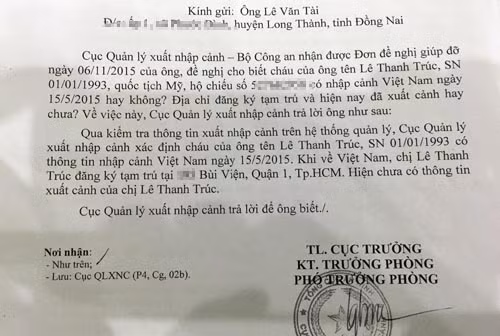 Kính gửi: Ông Lê Văn Tài
Đ/c: ấp 1, xã Phước Bình, huyện Long Thành, tỉnh Đồng Nai
Cục Quản lý xuất nhập cảnh – Bộ Công an nhận được Đơn đề nghị giúp đỡ
ngày 06/11/2015 của ông, đề nghị cho biết cháu của ông tên Lê Thanh Trúc, SN
01/01/1993, quốc tịch Mỹ, hộ chiếu số 5 có nhập cảnh Việt Nam ngày
15/5/2015 hay không? Địa chỉ đăng ký tạm trú và hiện nay đã xuất cảnh hay
chưa? Về việc này, Cục Quản lý xuất nhập cảnh trả lời ông như sau:
Qua kiểm tra thông tin xuất nhập cảnh trên hệ thống quản lý, Cục Quản lý
xuất nhập cảnh xác định cháu của ông tên Lê Thanh Trúc, SN 01/01/1993 có
thông tin nhập cảnh Việt Nam ngày 15/5/2015. Khi về Việt Nam, chị Lê Thanh
Trúc đăng ký tạm trú tại Bùi Viện, Quận 1, Tp.HCM. Hiện chưa có thông tin
xuất cảnh của chị Lê Thanh Trúc.
Cục Quản lý xuất nhập cảnh trả lời để ông biết./.
Nơi nhận:
- Như trên;
- Lưu: Cục QLXNC (P4, Cg, 02b).
TL. CỤC TRƯỞNG
KT. TRƯỞNG PHÒNG
PHÓ TRƯỞNG PHÒNG